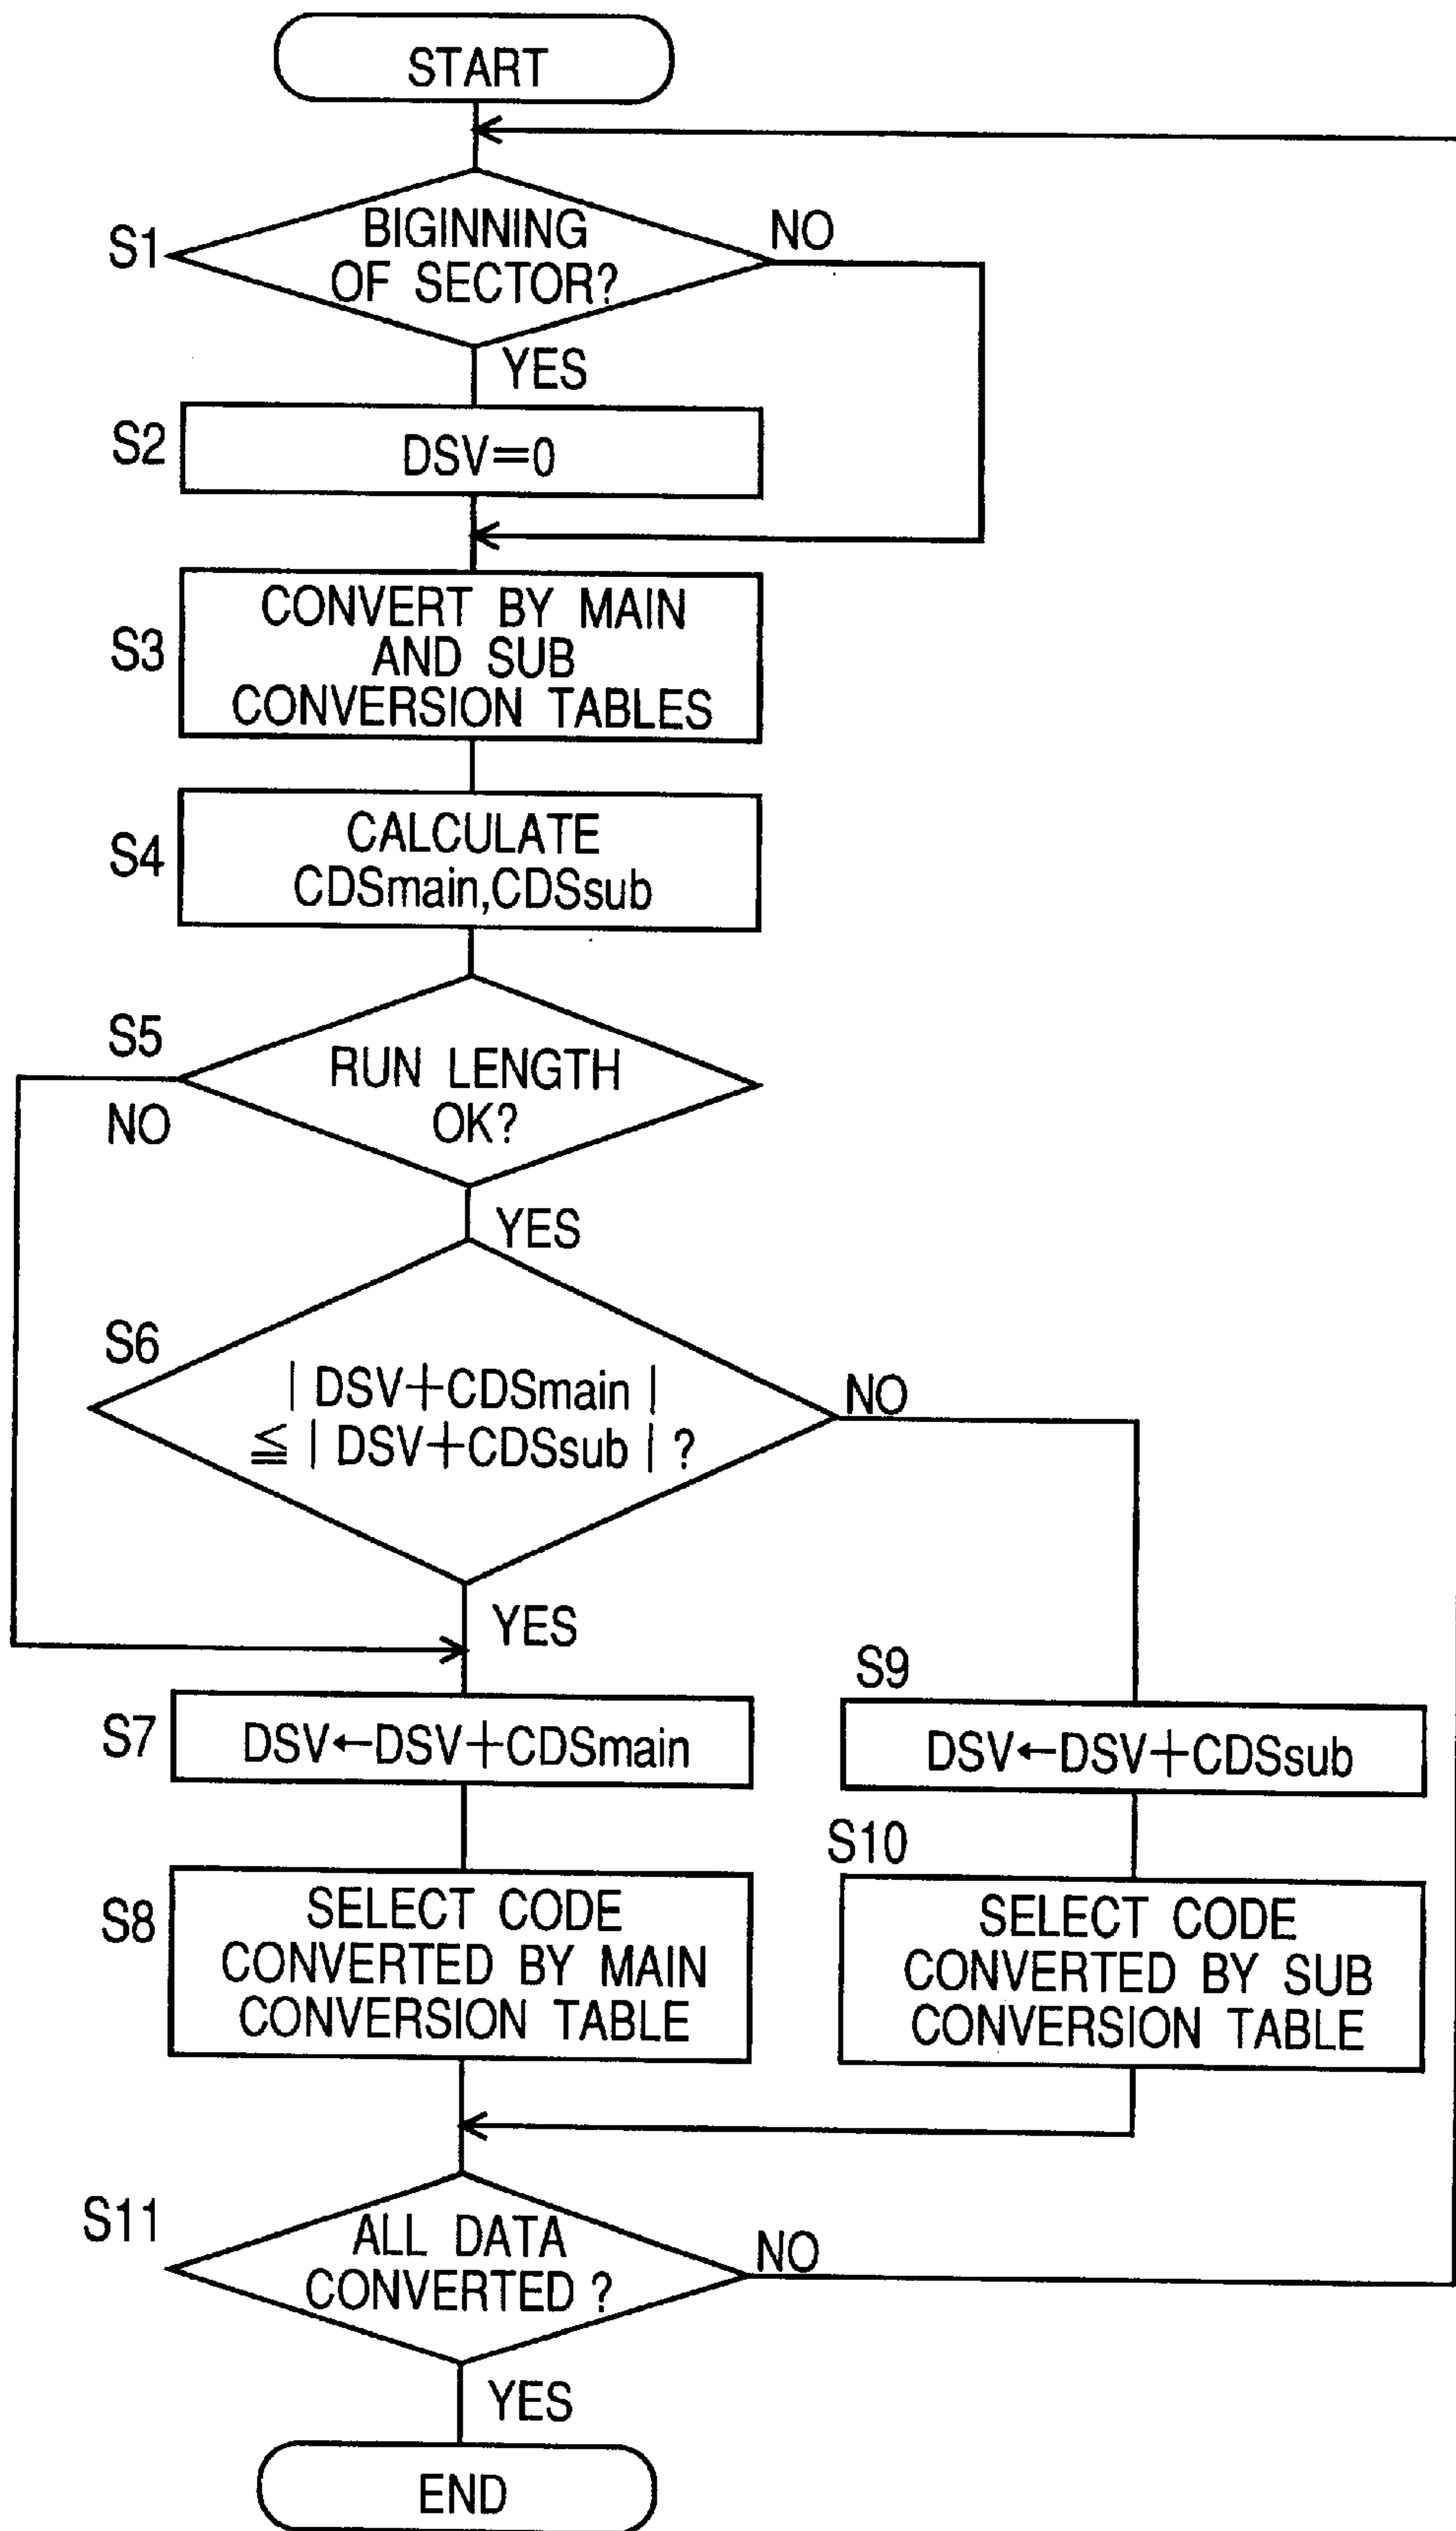 START
S1
BIGINNING
OF SECTOR?
NO
YES
S2
DSV=0
S3
CONVERT BY MAIN
AND SUB
CONVERSION TABLES
S4
CALCULATE
CDSmain,CDSsub
S5
RUN LENGTH
OK?
NO
YES
S6
| DSV+CDSmain |
≦ | DSV+CDSsub | ?
NO
YES
S7
DSV←DSV+CDSmain
S9
DSV←DSV+CDSsub
S8
SELECT CODE
CONVERTED BY MAIN
CONVERSION TABLE
S10
SELECT CODE
CONVERTED BY SUB
CONVERSION TABLE
S11
ALL DATA
CONVERTED ?
NO
YES
END